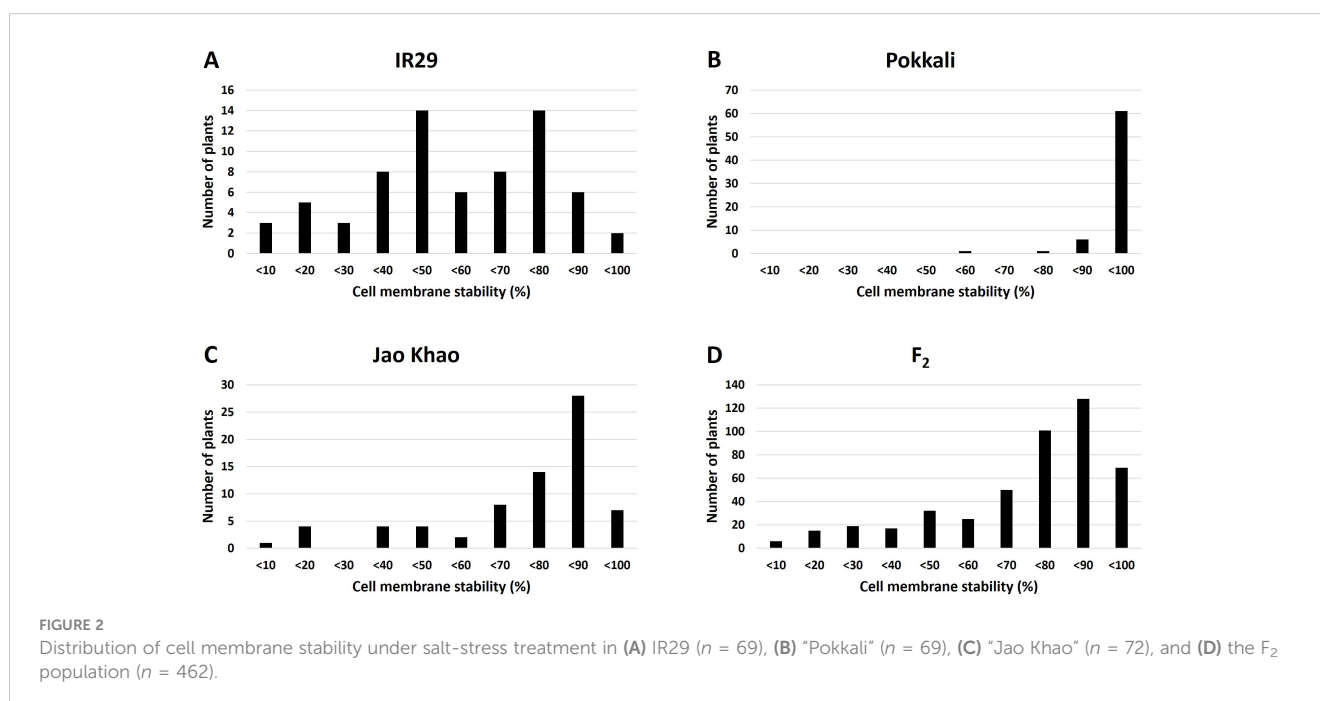 A
IR29
Number of plants
16
14
12
10
8
6
4
2
0
<10 <20 <30 <40 <50 <60 <70 <80 <90 <100
Cell membrane stability (%)
B
Pokkali
Number of plants
70
60
50
40
30
20
10
0
<10 <20 <30 <40 <50 <60 <70 <80 <90 <100
Cell membrane stability (%)
C
Jao Khao
Number of plants
30
25
20
15
10
5
0
<10 <20 <30 <40 <50 <60 <70 <80 <90 <100
Cell membrane stability (%)
D
F₂
Number of plants
140
120
100
80
60
40
20
0
<10 <20 <30 <40 <50 <60 <70 <80 <90 <100
Cell membrane stability (%)
FIGURE 2
Distribution of cell membrane stability under salt-stress treatment in (A) IR29 (n = 69), (B) “Pokkali” (n = 69), (C) “Jao Khao” (n = 72), and (D) the F₂
population (n = 462).